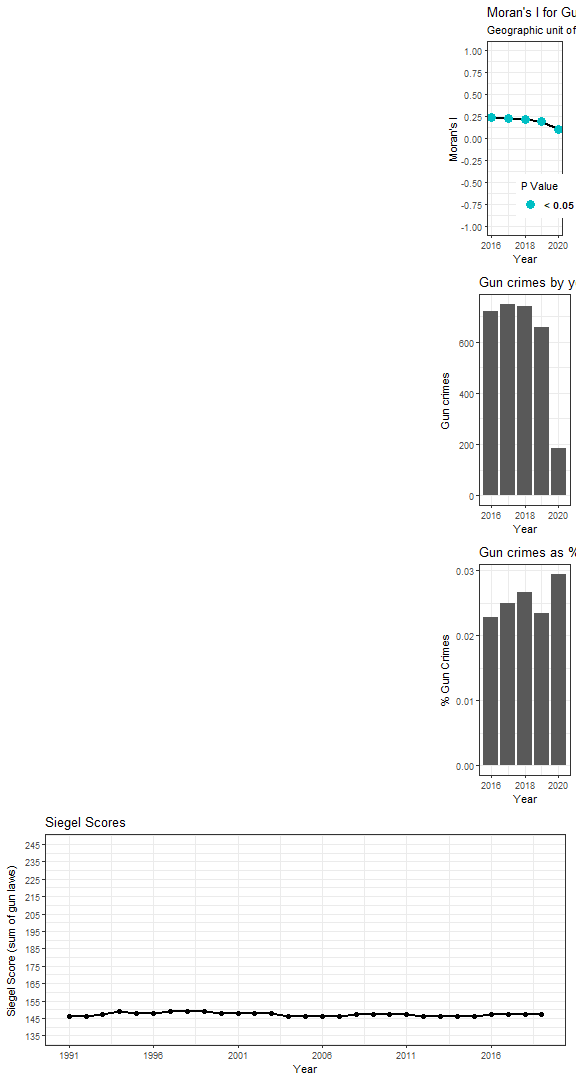 Moran's I for Gu
Geographic unit of
1.00
0.75
0.50
0.25
0.00
-0.25
-0.50
-0.75
-1.00
Moran's I
P Value
< 0.05
2016 2018 2020
Year
Gun crimes by y
600
400
200
0
Gun crimes
2016 2018 2020
Year
Gun crimes as %
0.03
0.02
0.01
0.00
% Gun Crimes
2016 2018 2020
Year
Siegel Scores
245
235
225
215
205
195
185
175
165
155
145
135
Siegel Score (sum of gun laws)
1991 1996 2001 2006 2011 2016
Year